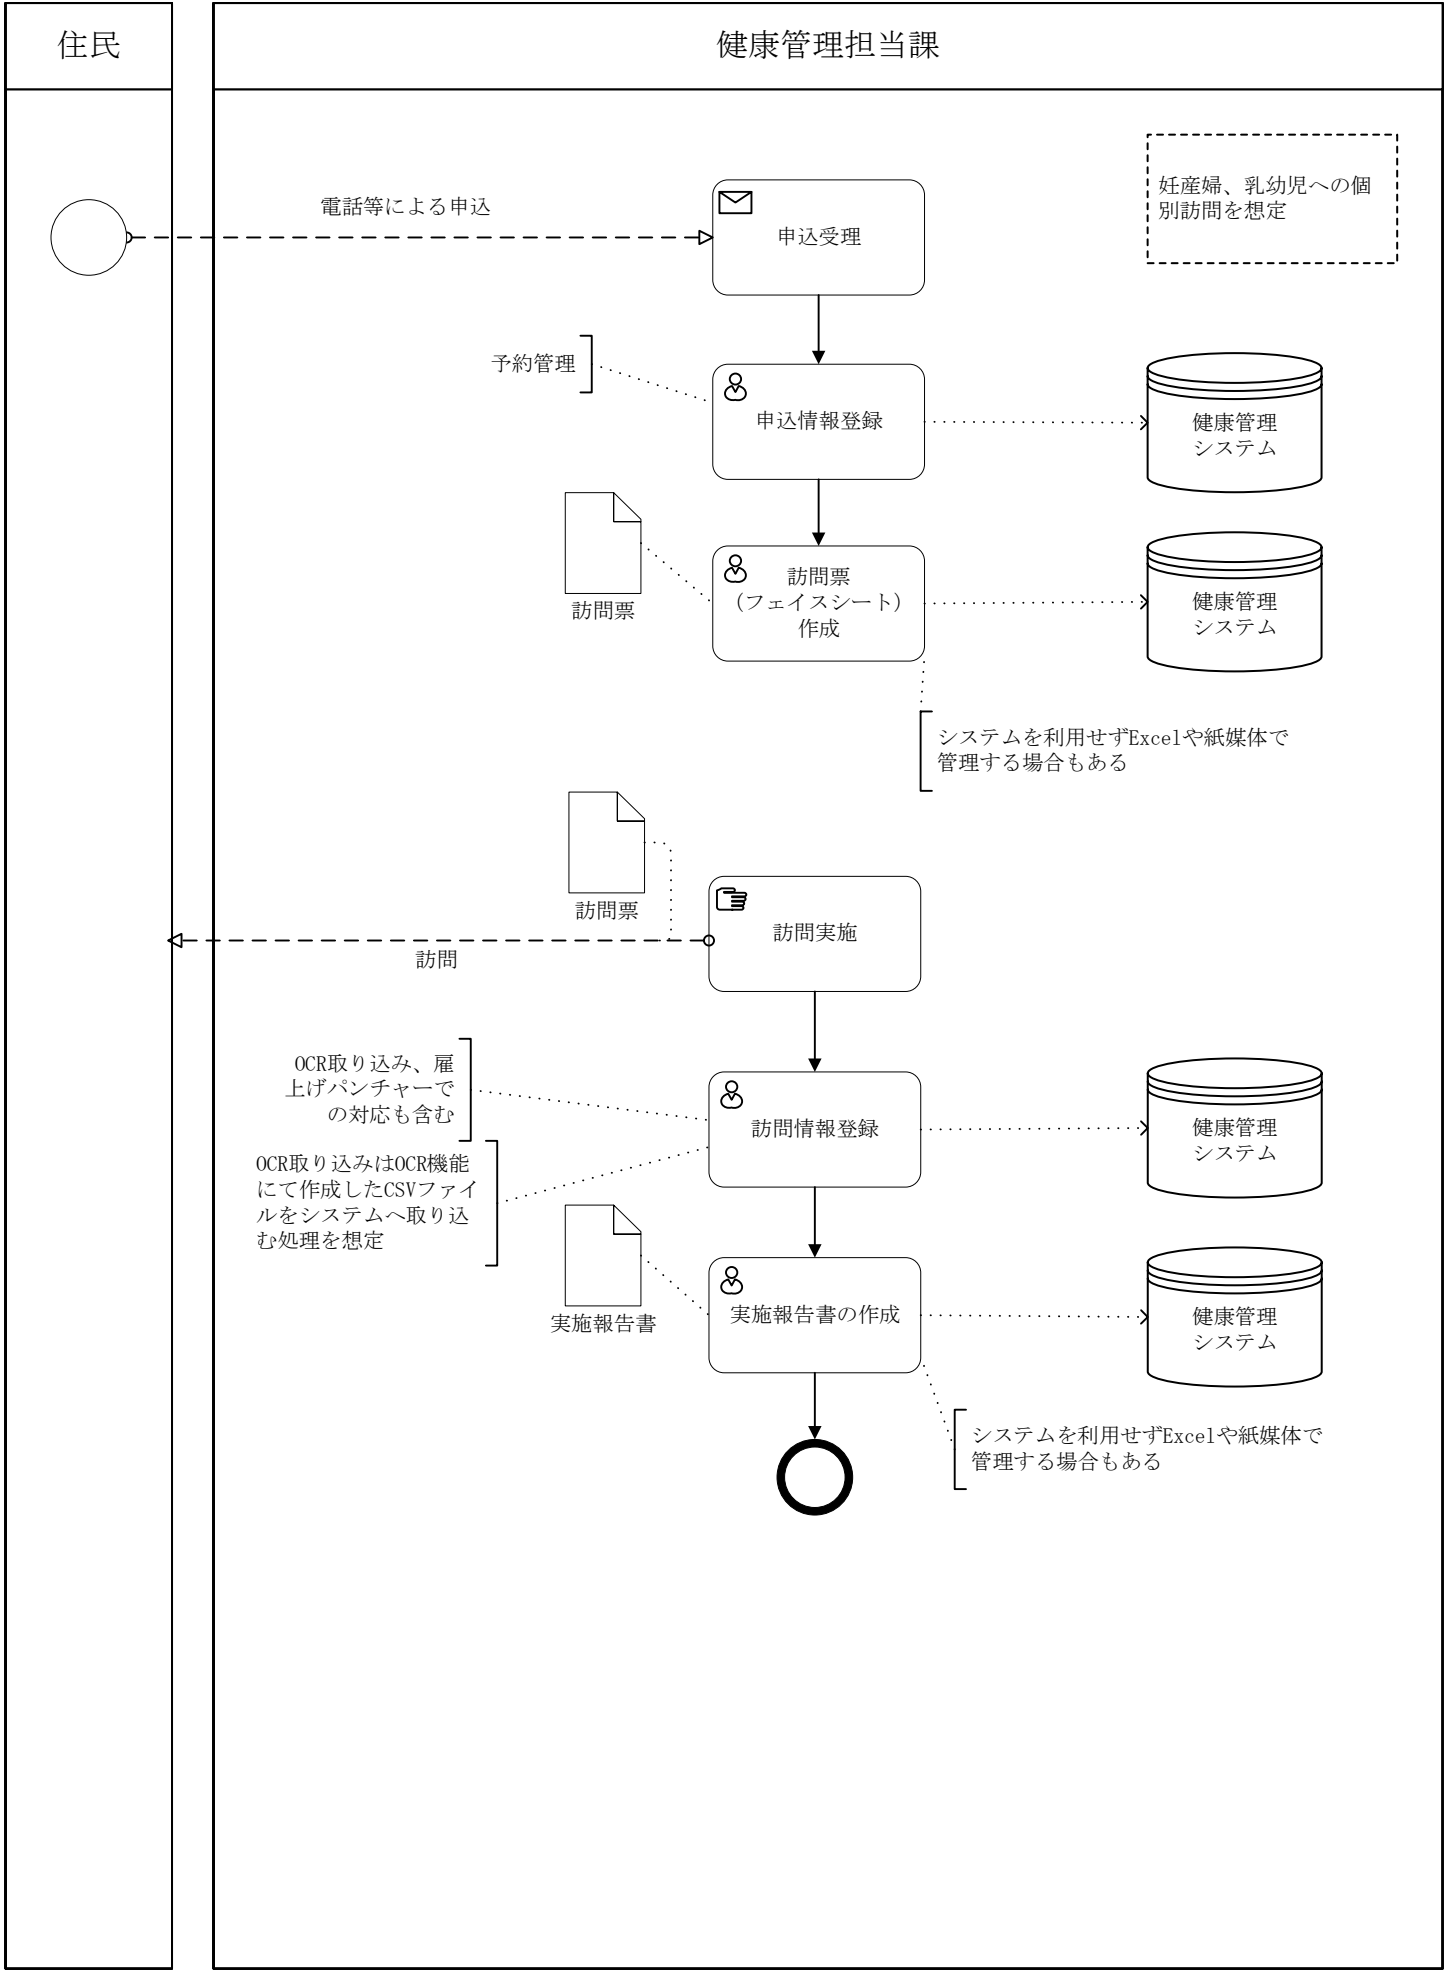 住民
健康管理担当課
妊産婦、乳幼児への個
別訪問を想定
電話等による申込
申込受理
予約管理
申込情報登録
健康管理
システム
訪問票
訪問票
（フェイスシート）
作成
健康管理
システム
システムを利用せずExcelや紙媒体で
管理する場合もある
訪問票
訪問実施
訪問
OCR取り込み、雇
上げパンチャーで
の対応も含む
訪問情報登録
健康管理
システム
OCR取り込みはOCR機能
にて作成したCSVファイ
ルをシステムへ取り込
む処理を想定
実施報告書
実施報告書の作成
健康管理
システム
システムを利用せずExcelや紙媒体で
管理する場合もある